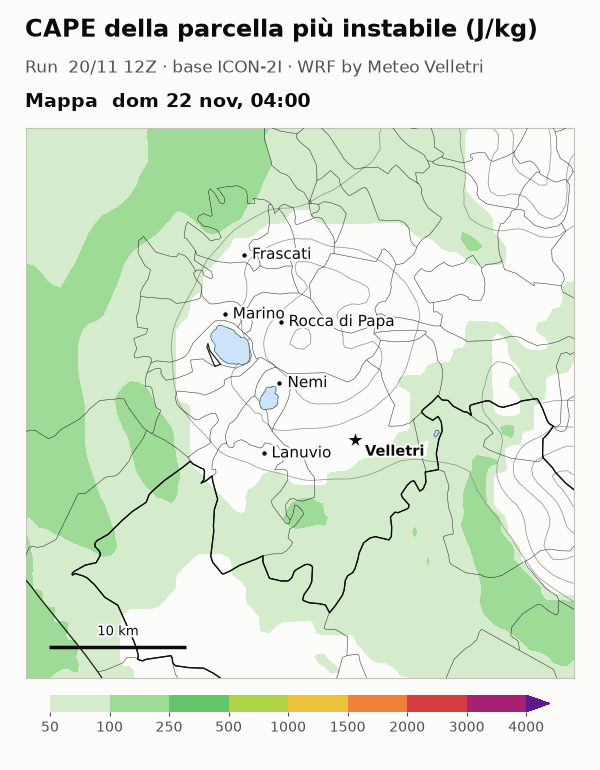 CAPE della parcella più instabile (J/kg)
Run  20/11 12Z · base ICON-2I · WRF by Meteo Velletri
Mappa  dom 22 nov, 04:00
Frascati
Marino
Rocca di Papa
Nemi
Velletri
Lanuvio
10 km
50 100 250 500 1000 1500 2000 3000 4000